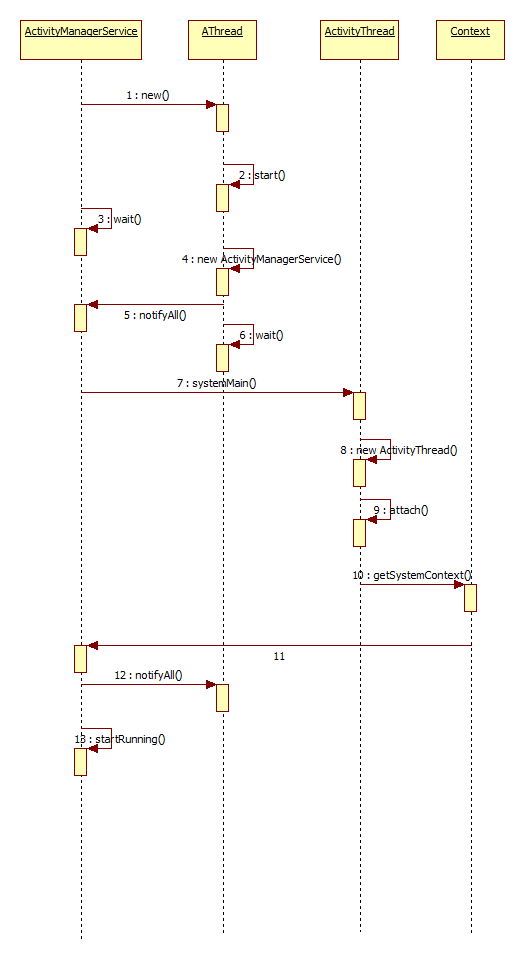 ActivityManagerService
AThread
ActivityThread
Context
1 : new()
2 : start()
3 : wait()
4 : new ActivityManagerService()
5 : notifyAll()
6 : wait()
7 : systemMain()
8 : new ActivityThread()
9 : attach()
10 : getSystemContext()
11
12 : notifyAll()
13 : startRunning()